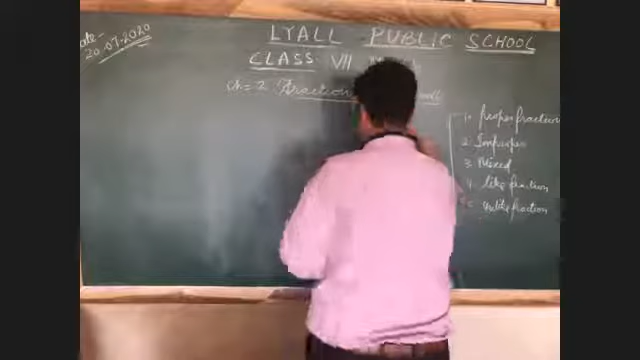 Date-
20-07-2020
LYALL PUBLIC SCHOOL
CLASS VII
Ch= 2 Fraction
1. Proper fraction
2. Improper
3. Mixed
4. like fraction
5. Unlike fraction